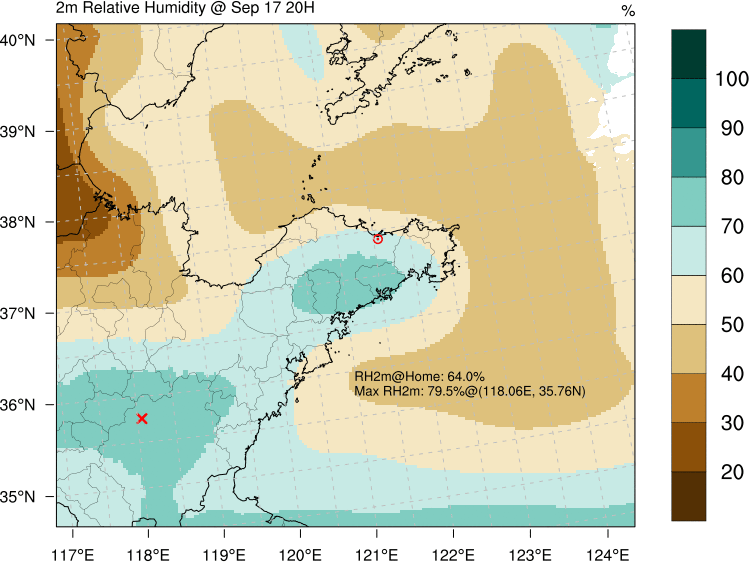 2m Relative Humidity @ Sep 17 20H
%
40°N
39°N
38°N
37°N
36°N
35°N
117°E 118°E 119°E 120°E 121°E 122°E 123°E 124°E
RH2m@Home: 64.0%
Max RH2m: 79.5%@(118.06E, 35.76N)
100
90
80
70
60
50
40
30
20